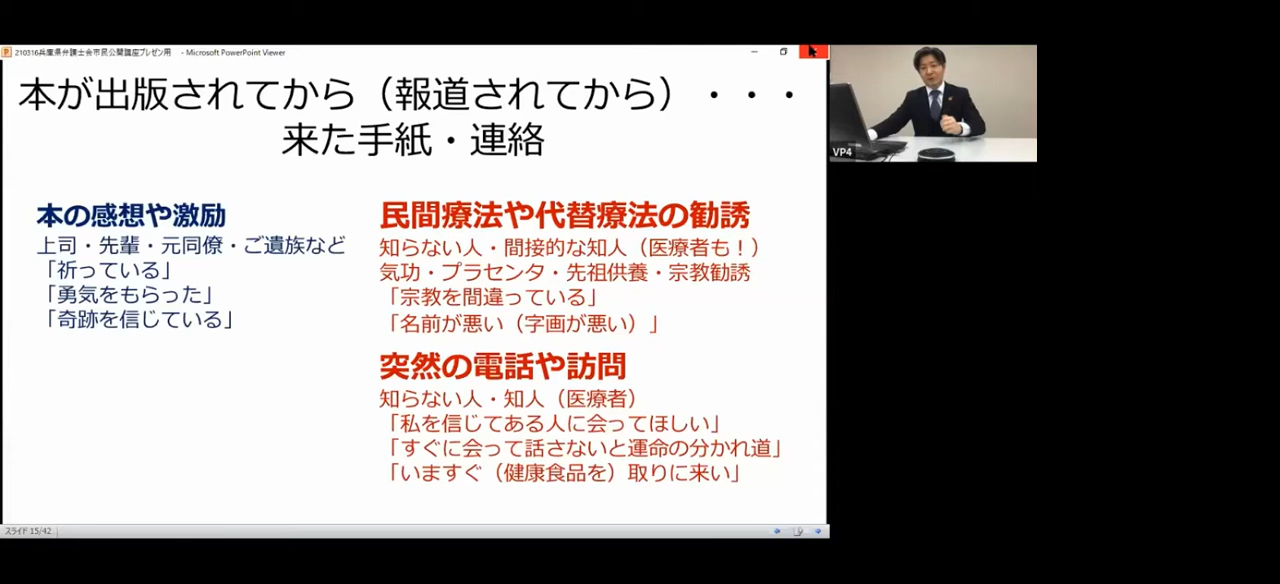 210316兵庫県弁護士会市民公開講座プレゼン用 - Microsoft PowerPoint Viewer
本が出版されてから（報道されてから）・・・
来た手紙・連絡
本の感想や激励
上司・先輩・元同僚・ご遺族など
「祈っている」
「勇気をもらった」
「奇跡を信じている」
民間療法や代替療法の勧誘
知らない人・間接的な知人（医療者も！）
気功・プラセンタ・先祖供養・宗教勧誘
「宗教を間違っている」
「名前が悪い（字画が悪い）」
突然の電話や訪問
知らない人・知人（医療者）
「私を信じてある人に会ってほしい」
「すぐに会って話さないと運命の分かれ道」
「いますぐ（健康食品を）取りに来い」
スライド 15/42
VP4